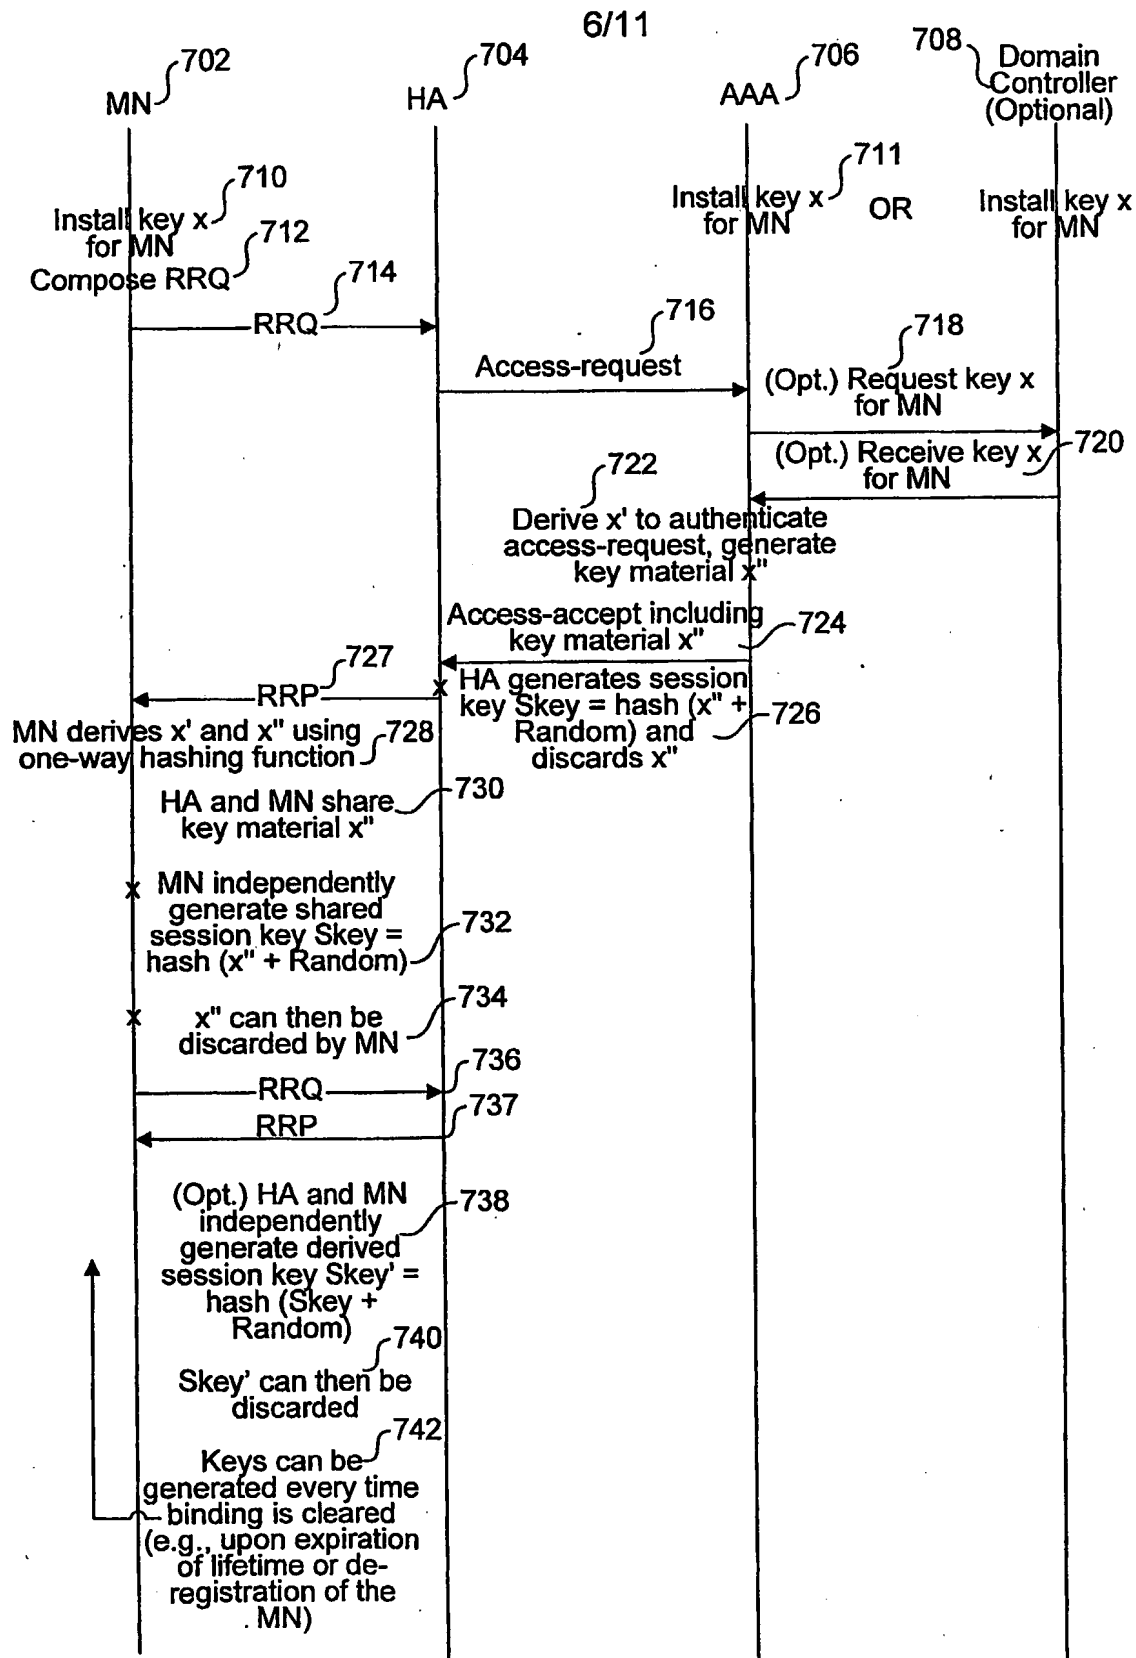 6/11
702
704
706
708
MN
HA
AAA
Domain
Controller
(Optional)
710
Install key x
for MN
711
Install key x
for MN
OR
Install key x
for MN
712
Compose RRQ
714
RRQ
716
Access-request
718
(Opt.) Request key x
for MN
720
(Opt.) Receive key x
for MN
722
Derive x' to authenticate
access-request, generate
key material x"
Access-accept including
key material x"
724
727
RRP
x
HA generates session
key Skey = hash (x" +
Random) and
discards x"
726
MN derives x' and x" using
one-way hashing function
728
730
HA and MN share
key material x"
x
MN independently
generate shared
session key Skey =
hash (x" + Random)
732
734
x
x" can then be
discarded by MN
736
RRQ
737
RRP
(Opt.) HA and MN
independently
generate derived
session key Skey' =
hash (Skey +
Random)
738
740
Skey' can then be
discarded
742
Keys can be
generated every time
binding is cleared
(e.g., upon expiration
of lifetime or de-
registration of the
MN)